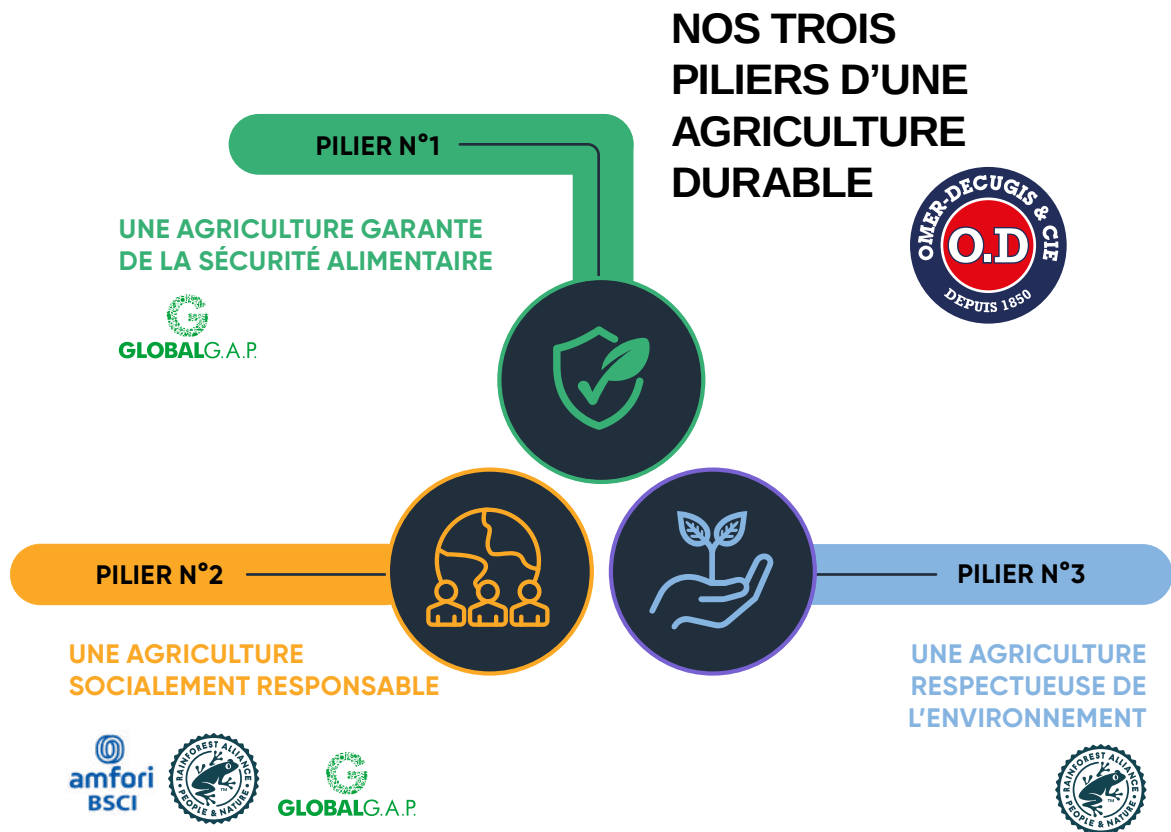 NOS TROIS
PILIERS D’UNE
AGRICULTURE
DURABLE
OMER-DECUGIS & CIE
O.D
DEPUIS 1850
PILIER N°1
UNE AGRICULTURE GARANTE
DE LA SÉCURITÉ ALIMENTAIRE
G
GLOBALG.A.P.
PILIER N°2
UNE AGRICULTURE
SOCIALEMENT RESPONSABLE
amfori
BSCI
RAINFOREST ALLIANCE
PEOPLE & NATURE
TM
G
GLOBALG.A.P.
PILIER N°3
UNE AGRICULTURE
RESPECTUEUSE DE
L’ENVIRONNEMENT
RAINFOREST ALLIANCE
PEOPLE & NATURE
TM